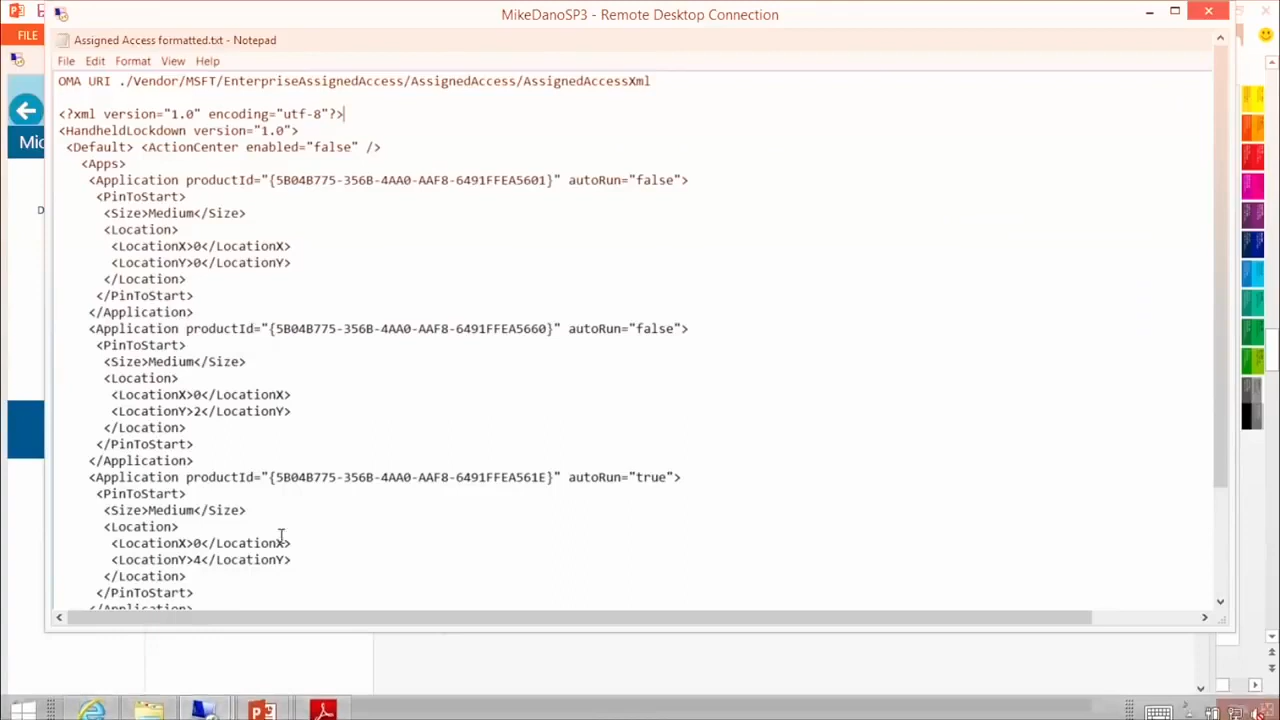 MikeDanoSP3 - Remote Desktop Connection
FILE
Assigned Access formatted.txt - Notepad
File Edit Format View Help
OMA URI ./Vendor/MSFT/EnterpriseAssignedAccess/AssignedAccess/AssignedAccessXml
<?xml version="1.0" encoding="utf-8"?>
<HandheldLockdown version="1.0">
<Default> <ActionCenter enabled="false" />
<Apps>
<Application productId="{5B04B775-356B-4AA0-AAF8-6491FFEA5601}" autoRun="false">
<PinToStart>
<Size>Medium</Size>
<Location>
<LocationX>0</LocationX>
<LocationY>0</LocationY>
</Location>
</PinToStart>
</Application>
<Application productId="{5B04B775-356B-4AA0-AAF8-6491FFEA5660}" autoRun="false">
<PinToStart>
<Size>Medium</Size>
<Location>
<LocationX>0</LocationX>
<LocationY>2</LocationY>
</Location>
</PinToStart>
</Application>
<Application productId="{5B04B775-356B-4AA0-AAF8-6491FFEA561E}" autoRun="true">
<PinToStart>
<Size>Medium</Size>
<Location>
<LocationX>0</LocationX>
<LocationY>4</LocationY>
</Location>
</PinToStart>
</Application>
Mic
D